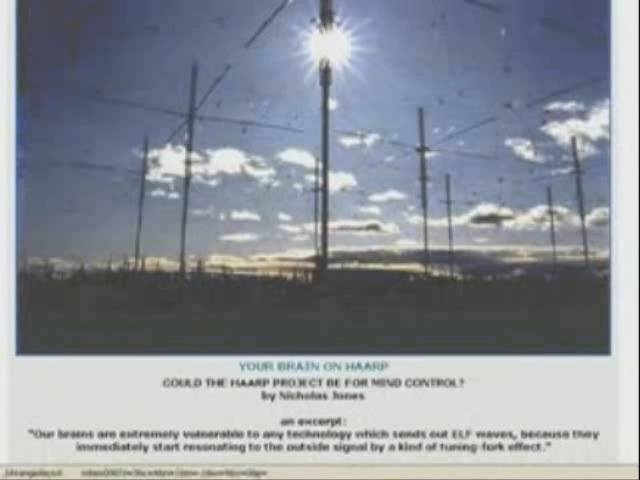 YOUR BRAIN ON HAARP
COULD THE HAARP PROJECT BE FOR MIND CONTROL?
by Nicholas Jones
an excerpt:
"Our brains are extremely vulnerable to any technology which sends out ELF waves, because they
immediately start resonating to the outside signal by a kind of tuning-fork effect."